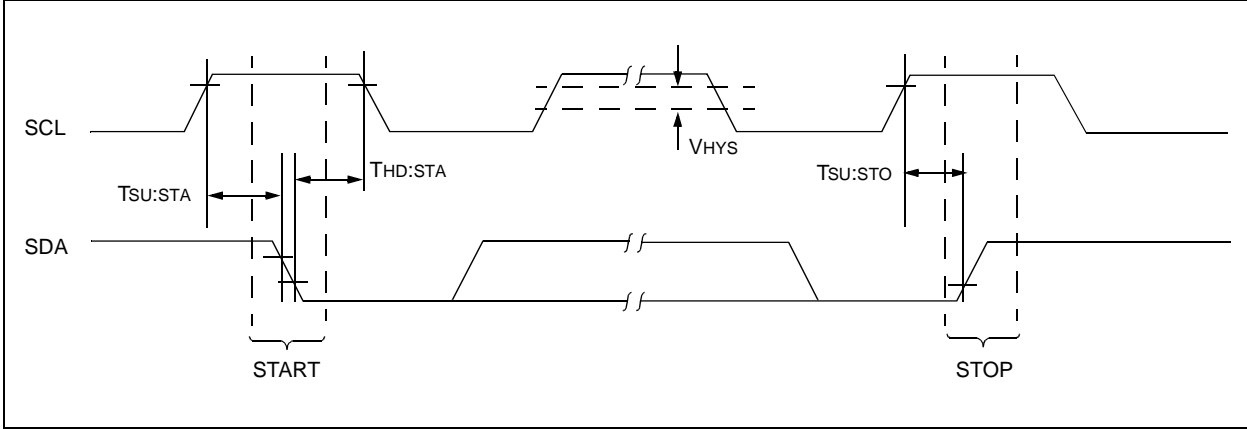 SCL
VHYS
THD:STA
TSU:STA
TSU:STO
SDA
START
STOP